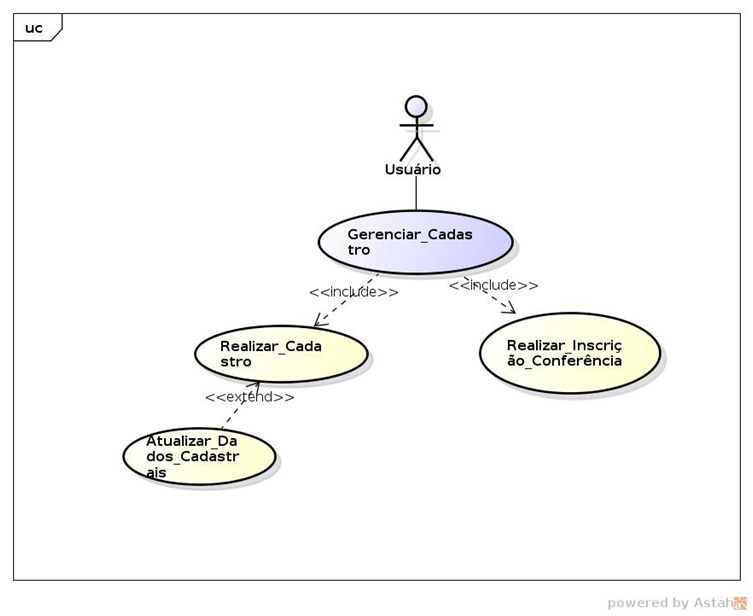 uc
Usuário
Gerenciar_Cadas
tro
<<include>>
<<include>>
Realizar_Cada
stro
Realizar_Inscriç
ão_Conferência
<<extend>>
Atualizar_Da
dos_Cadastr
ais
powered by Astah